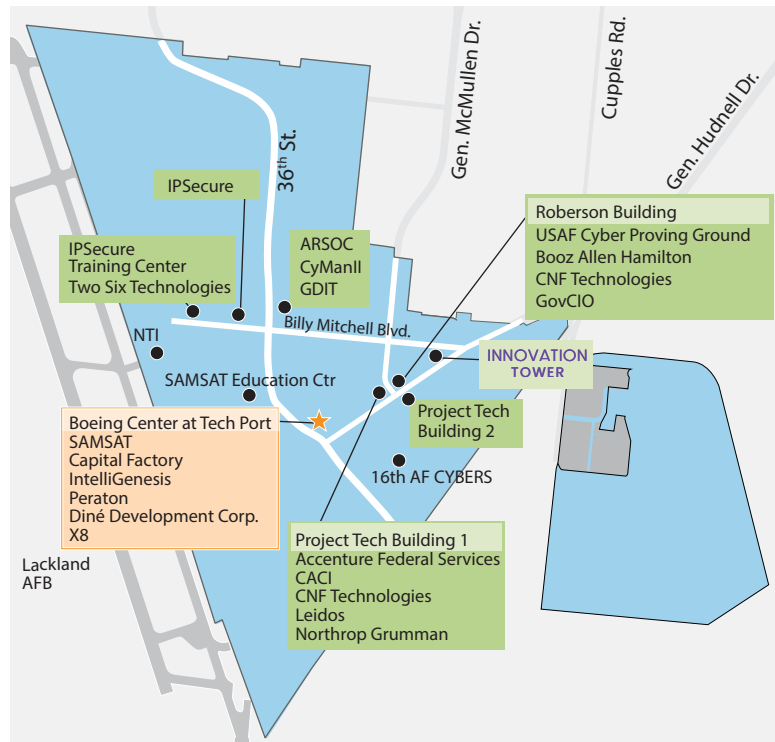 Gen. McMullen Dr.
Cupples Rd.
Gen. Hudnell Dr.
36th St.
IPSecure
Roberson Building
USAF Cyber Proving Ground
Booz Allen Hamilton
CNF Technologies
GovCIO
IPSecure
Training Center
Two Six Technologies
ARSOC
CyManII
GDIT
Billy Mitchell Blvd.
NTI
INNOVATION
TOWER
SAMSAT Education Ctr
Boeing Center at Tech Port
SAMSAT
Capital Factory
IntelliGenesis
Peraton
Diné Development Corp.
X8
Project Tech
Building 2
16th AF CYBERS
Project Tech Building 1
Accenture Federal Services
CACI
CNF Technologies
Leidos
Northrop Grumman
Lackland
AFB